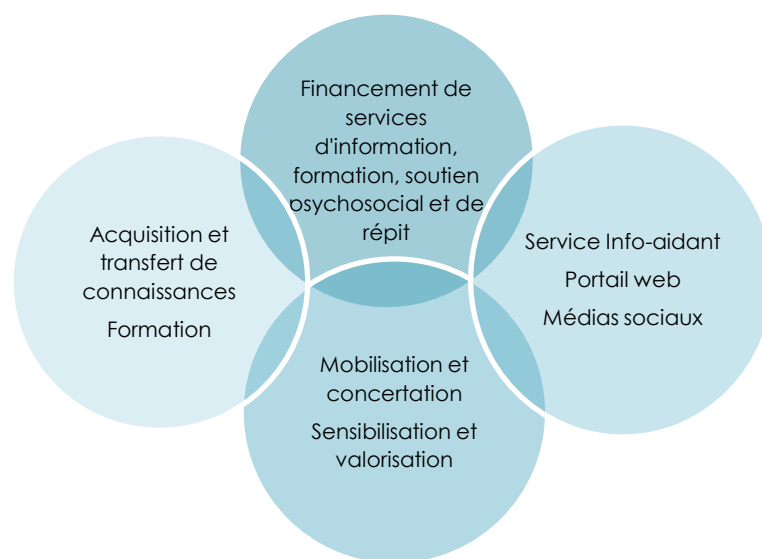 Financement de
services
d'information,
formation, soutien
psychosocial et de
répit
Acquisition et
transfert de
connaissances
Formation
Service Info-aidant
Portail web
Médias sociaux
Mobilisation et
concertation
Sensibilisation et
valorisation